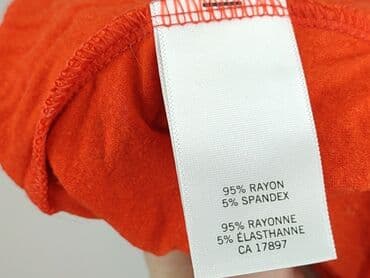 95% RAYON
5% SPANDEX
95% RAYONNE
5% ÉLASTHANNE
CA 17897